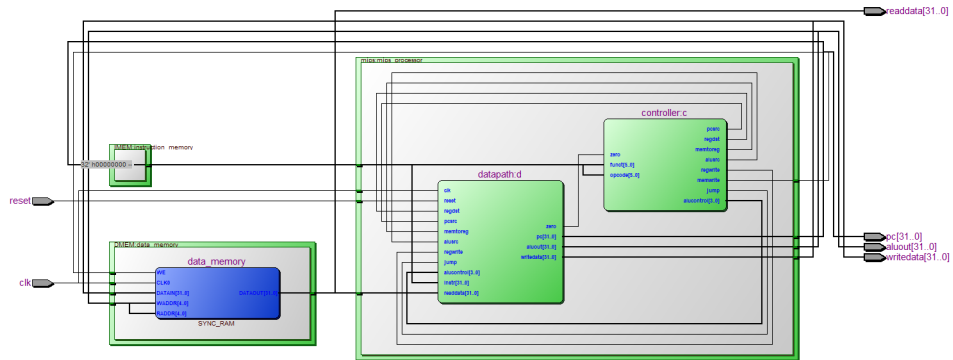 readdata[31..0]
mips:mips_processor
controller:c
pcsrc
regdst
memtoreg
alusrc
regwrite
memwrite
jump
alucontrol[3..0]
zero
funct[5..0]
opcode[5..0]
IMEM:instruction_memory
32' h00000000 --
datapath:d
clk
reset
regdst
pcsrc
memtoreg
alusrc
regwrite
jump
alucontrol[3..0]
instr[31..0]
readdata[31..0]
zero
pc[31..0]
aluout[31..0]
writedata[31..0]
reset
pc[31..0]
aluout[31..0]
writedata[31..0]
DMEM:data_memory
data_memory
WE
CLK0
DATAIN[31..0]
WADDR[4..0]
RADDR[4..0]
DATAOUT[31..0]
SYNC_RAM
clk